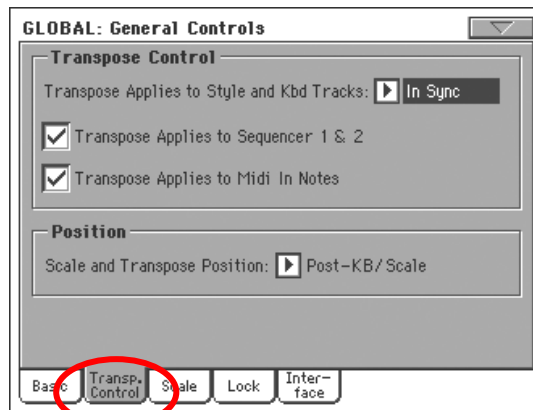 GLOBAL: General Controls
Transpose Control
Transpose Applies to Style and Kbd Tracks: In Sync
Transpose Applies to Sequencer 1 & 2
Transpose Applies to Midi In Notes
Position
Scale and Transpose Position: Post-KB/Scale
Basic
Transp.
Control
Scale
Lock
Inter-
face